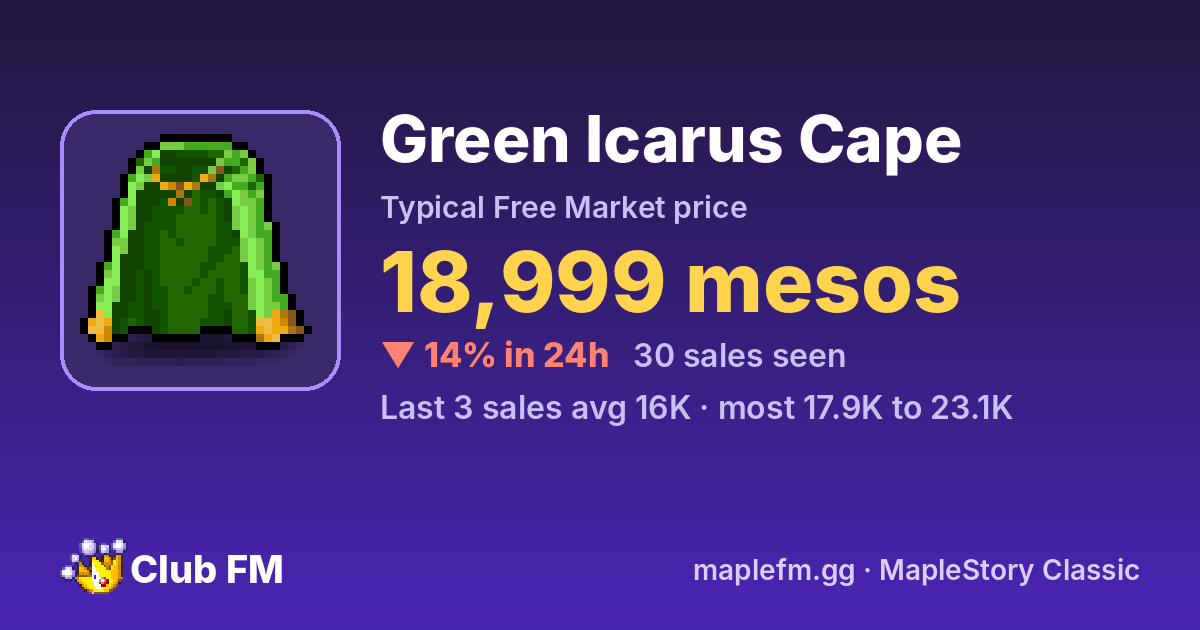 Green Icarus Cape
Typical Free Market price
18,999 mesos
▼ 14% in 24h 30 sales seen
Last 3 sales avg 16K · most 17.9K to 23.1K
Club FM
maplefm.gg · MapleStory Classic